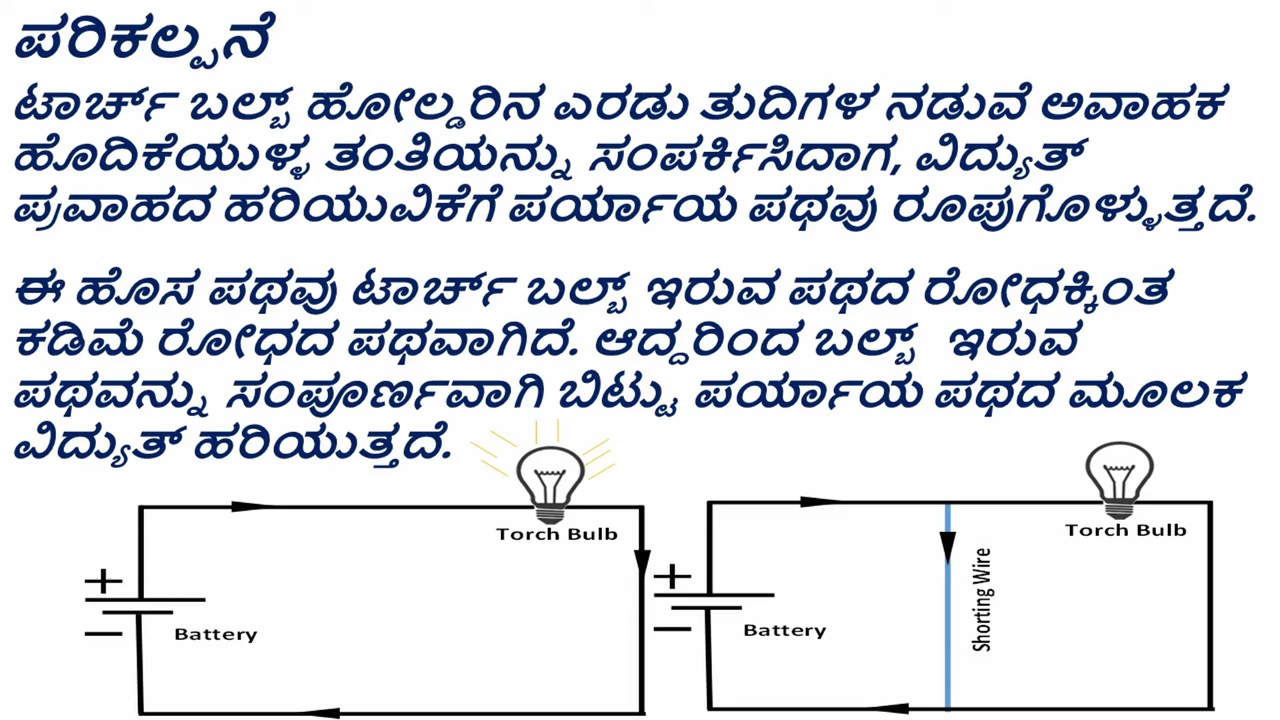 ಪರಿಕಲ್ಪನೆ
ಟಾರ್ಚ್ ಬಲ್ಬ್ ಹೋಲ್ಡರಿನ ಎರಡು ತುದಿಗಳ ನಡುವೆ ಅವಾಹಕ
ಹೊದಿಕೆಯುಳ್ಳ ತಂತಿಯನ್ನು ಸಂಪರ್ಕಿಸಿದಾಗ, ವಿದ್ಯುತ್
ಪ್ರವಾಹದ ಹರಿಯುವಿಕೆಗೆ ಪರ್ಯಾಯ ಪಥವು ರೂಪುಗೊಳ್ಳುತ್ತದೆ.
ಈ ಹೊಸ ಪಥವು ಟಾರ್ಚ್ ಬಲ್ಬ್ ಇರುವ ಪಥದ ರೋಧಕ್ಕಿಂತ
ಕಡಿಮೆ ರೋಧದ ಪಥವಾಗಿದೆ. ಆದ್ದರಿಂದ ಬಲ್ಬ್ ಇರುವ
ಪಥವನ್ನು ಸಂಪೂರ್ಣವಾಗಿ ಬಿಟ್ಟು ಪರ್ಯಾಯ ಪಥದ ಮೂಲಕ
ವಿದ್ಯುತ್ ಹರಿಯುತ್ತದೆ.
Torch Bulb
+
Battery
−
Torch Bulb
+
Shorting Wire
Battery
−